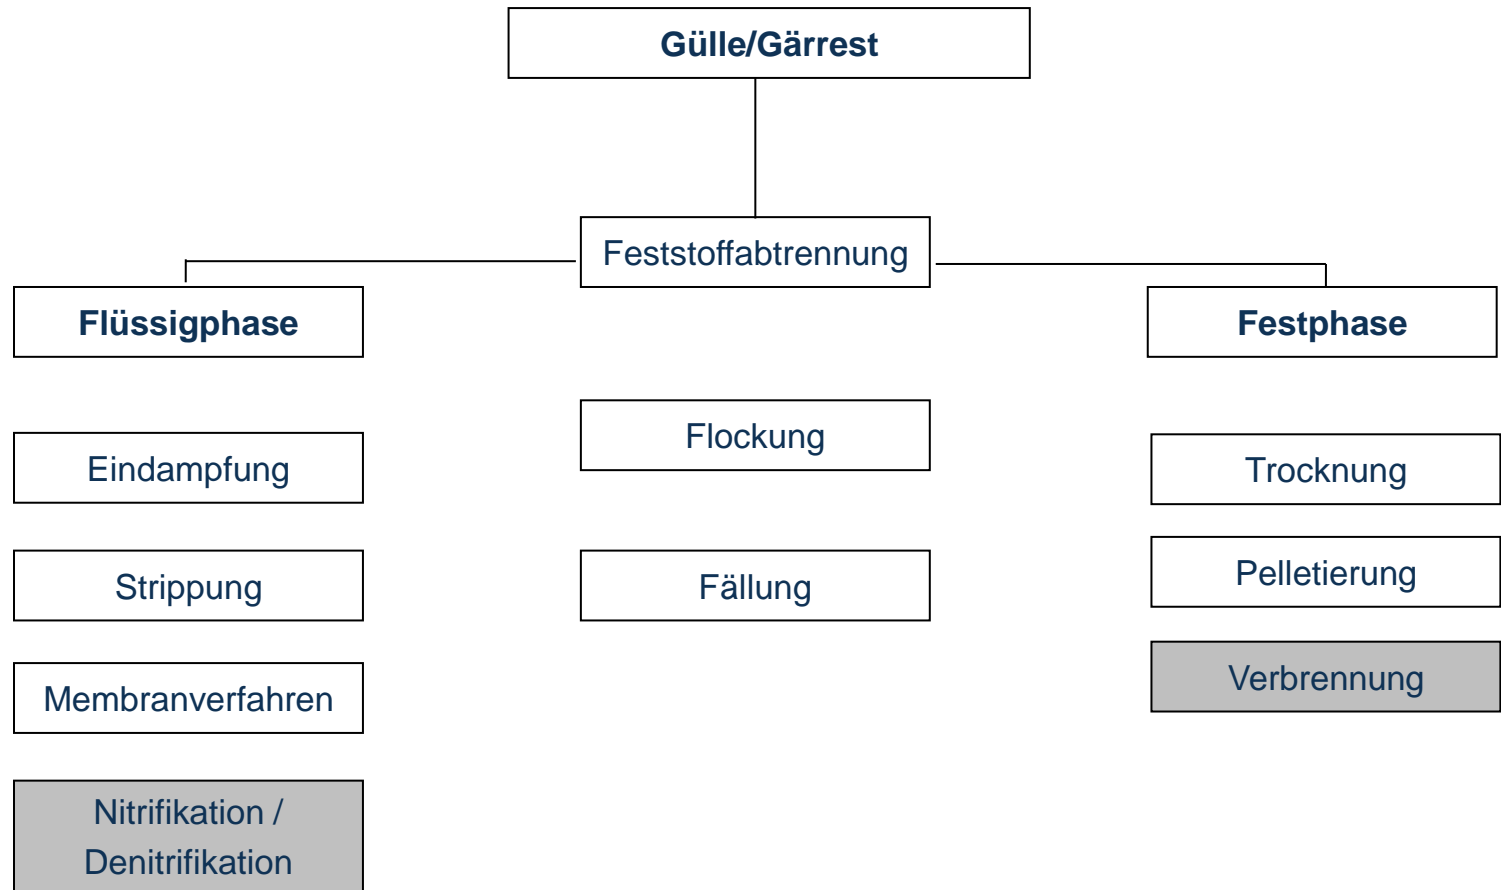 Gülle/Gärrest
Feststoffabtrennung
Flüssigphase
Festphase
Flockung
Eindampfung
Trocknung
Strippung
Fällung
Pelletierung
Membranverfahren
Verbrennung
Nitrifikation /
Denitrifikation